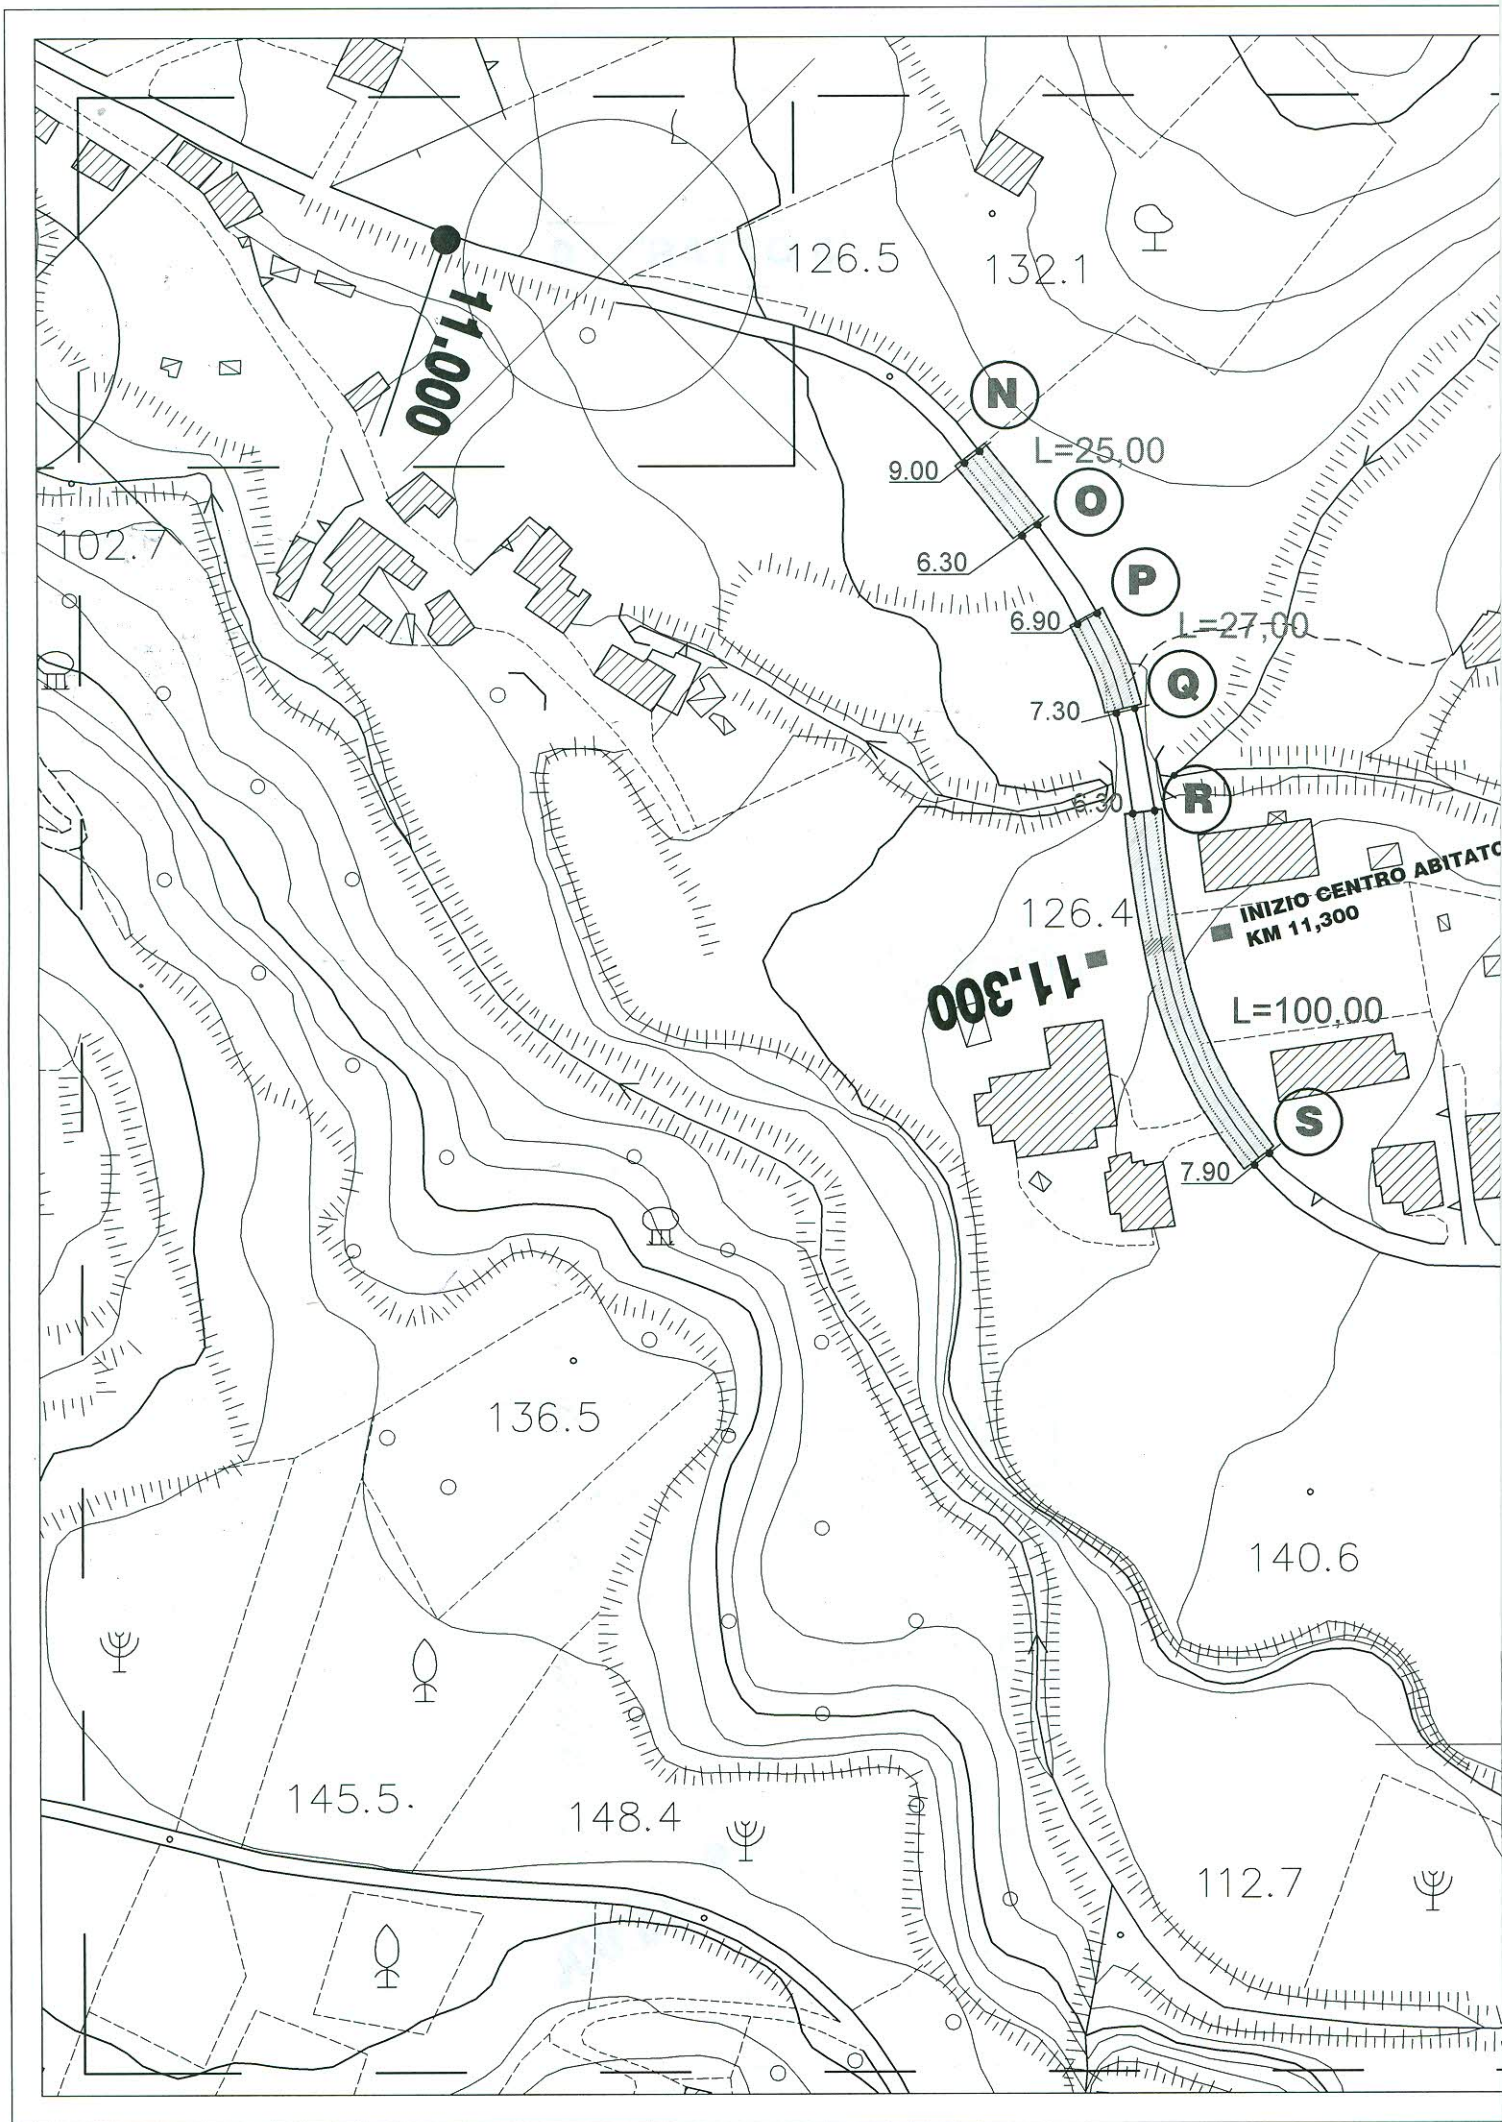 126.5
132.1
11.000
N
L=25,00
9.00
O
102.7
6.30
P
6.90
L=27,00
Q
7.30
R
6.30
126.4
INIZIO CENTRO ABITATO
KM 11,300
11.300
L=100,00
S
7.90
136.5
140.6
145.5.
148.4
112.7